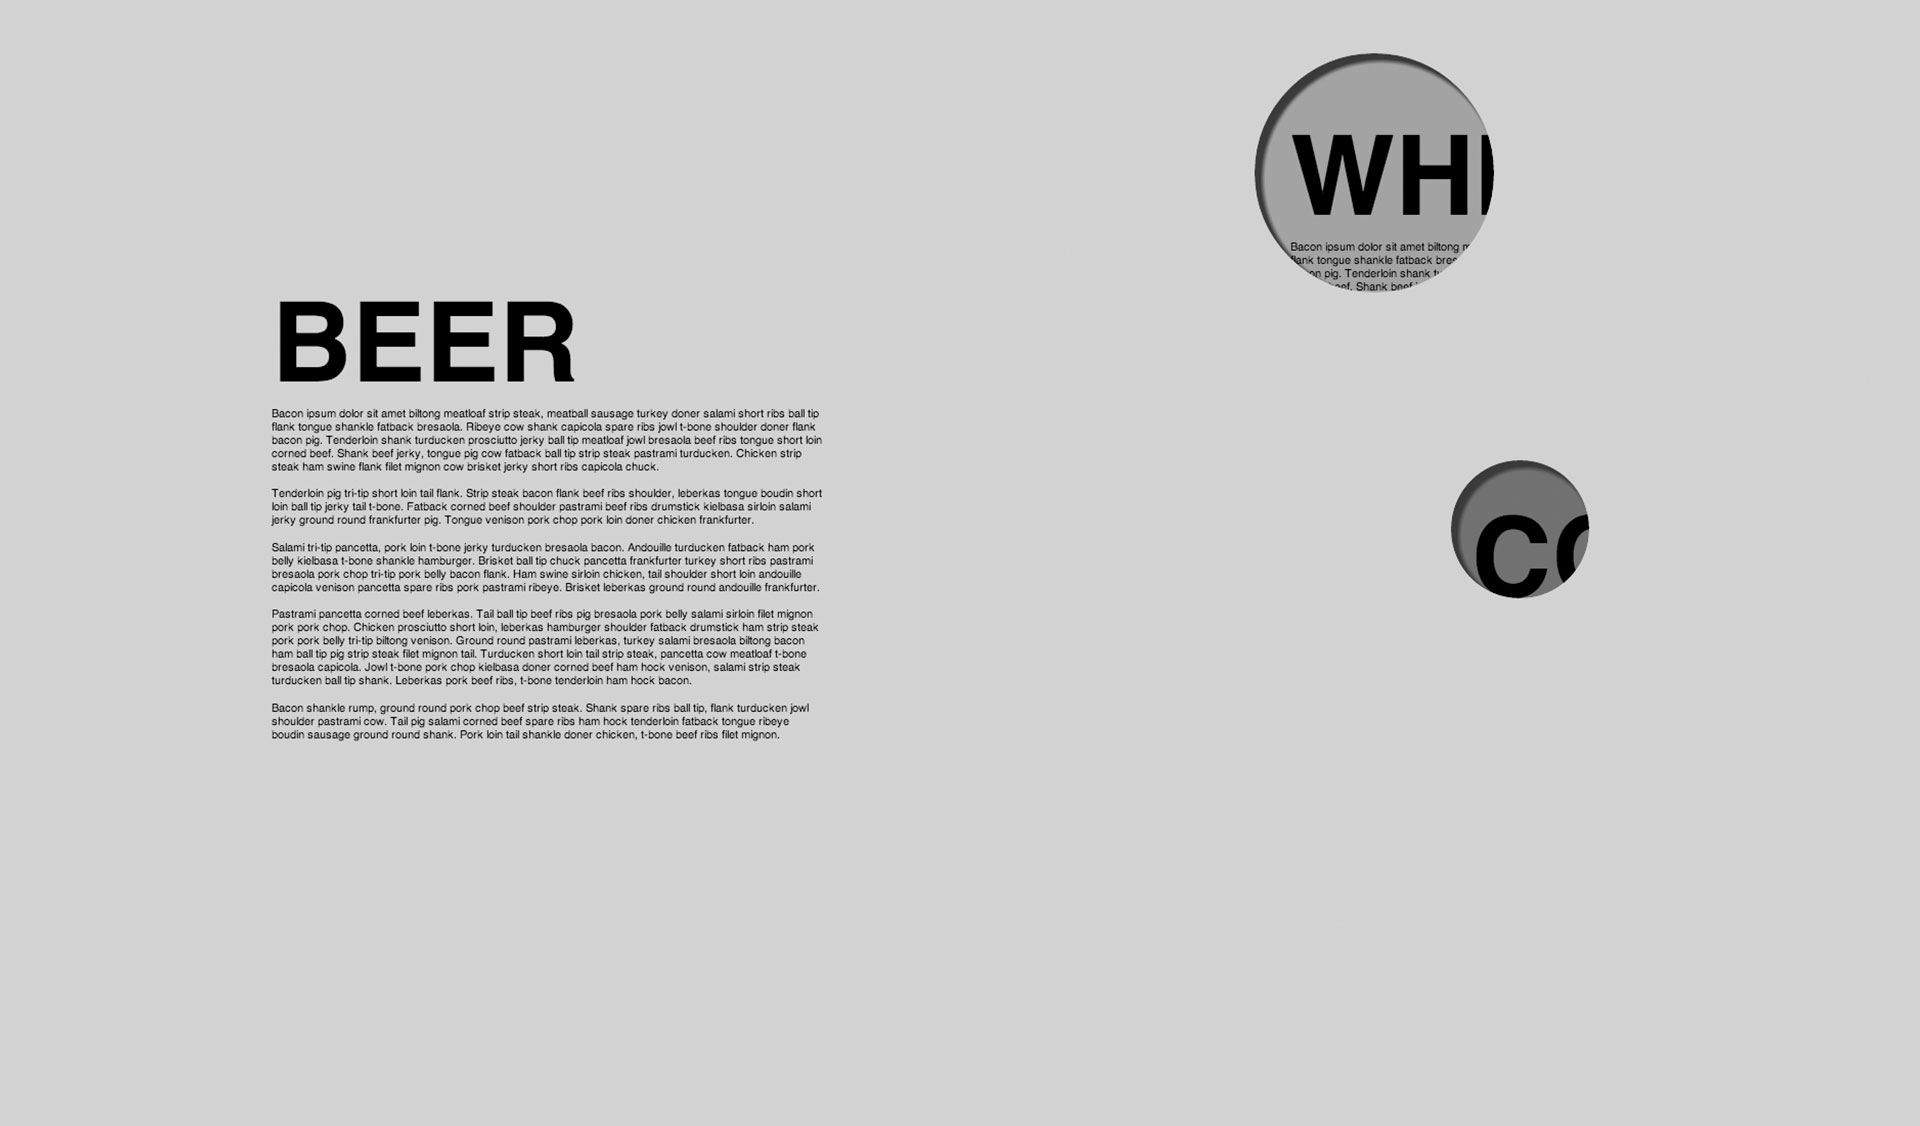 BEER
Bacon ipsum dolor sit amet biltong meatloaf strip steak, meatball sausage turkey doner salami short ribs ball tip
flank tongue shankle fatback bresaola. Ribeye cow shank capicola spare ribs jowl t-bone shoulder doner flank
bacon pig. Tenderloin shank turducken prosciutto jerky ball tip meatloaf jowl bresaola beef ribs tongue short loin
corned beef. Shank beef jerky, tongue pig cow fatback ball tip strip steak pastrami turducken. Chicken strip
steak ham swine flank filet mignon cow brisket jerky short ribs capicola chuck.
Tenderloin pig tri-tip short loin tail flank. Strip steak bacon flank beef ribs shoulder, leberkas tongue boudin short
loin ball tip jerky tail t-bone. Fatback corned beef shoulder pastrami beef ribs drumstick kielbasa sirloin salami
jerky ground round frankfurter pig. Tongue venison pork chop pork loin doner chicken frankfurter.
Salami tri-tip pancetta, pork loin t-bone jerky turducken bresaola bacon. Andouille turducken fatback ham pork
belly kielbasa t-bone shankle hamburger. Brisket ball tip chuck pancetta frankfurter turkey short ribs pastrami
bresaola pork chop tri-tip pork belly bacon flank. Ham swine sirloin chicken, tail shoulder short loin andouille
capicola venison pancetta spare ribs pork pastrami ribeye. Brisket leberkas ground round andouille frankfurter.
Pastrami pancetta corned beef leberkas. Tail ball tip beef ribs pig bresaola pork belly salami sirloin filet mignon
pork pork chop. Chicken prosciutto short loin, leberkas hamburger shoulder fatback drumstick ham strip steak
pork pork belly tri-tip biltong venison. Ground round pastrami leberkas, turkey salami bresaola biltong bacon
ham ball tip pig strip steak filet mignon tail. Turducken short loin tail strip steak, pancetta cow meatloaf t-bone
bresaola capicola. Jowl t-bone pork chop kielbasa doner corned beef ham hock venison, salami strip steak
turducken ball tip shank. Leberkas pork beef ribs, t-bone tenderloin ham hock bacon.
Bacon shankle rump, ground round pork chop beef strip steak. Shank spare ribs ball tip, flank turducken jowl
shoulder pastrami cow. Tail pig salami corned beef spare ribs ham hock tenderloin fatback tongue ribeye
boudin sausage ground round shank. Pork loin tail shankle doner chicken, t-bone beef ribs filet mignon.
WH
Bacon ipsum dolor sit amet biltong
flank tongue shankle fatback
pig. Tenderloin shank
Shank beef
CO